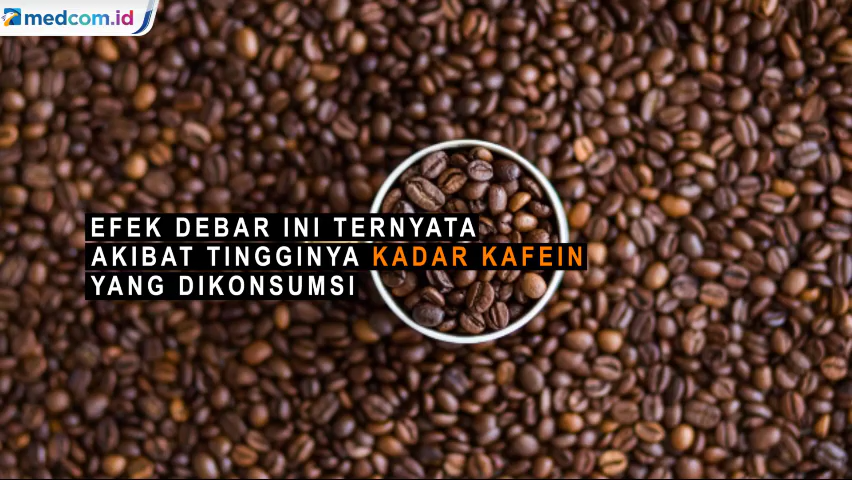 medcom.id
EFEK DEBAR INI TERNYATA
AKIBAT TINGGINYA KADAR KAFEIN
YANG DIKONSUMSI